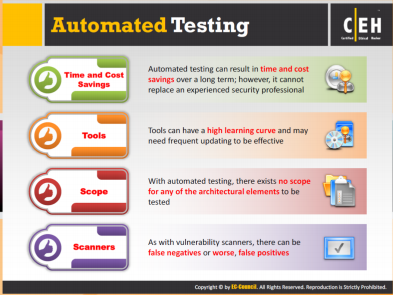 Automated Testing
C EH
Certified Ethical Hacker
Time and Cost
Savings
Automated testing can result in time and cost
savings over a long term; however, it cannot
replace an experienced security professional
Tools
Tools can have a high learning curve and may
need frequent updating to be effective
Scope
With automated testing, there exists no scope
for any of the architectural elements to be
tested
Scanners
As with vulnerability scanners, there can be
false negatives or worse, false positives
Copyright © by EC-Council. All Rights Reserved. Reproduction is Strictly Prohibited.